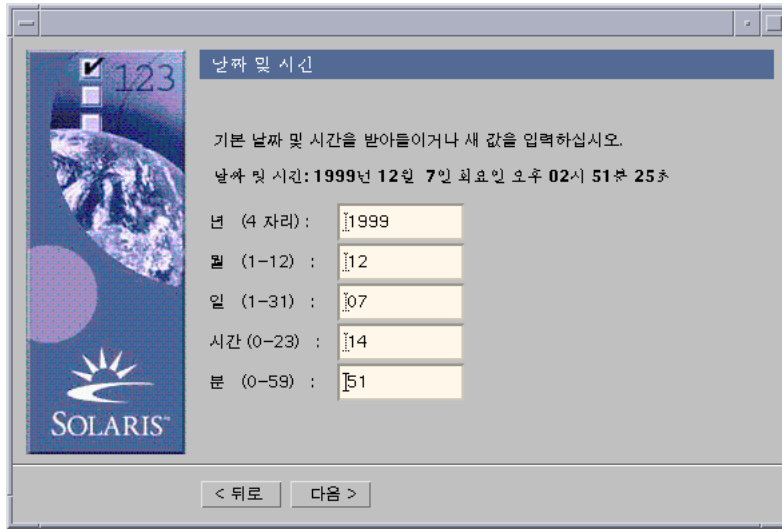 날짜 및 시간
123
기본 날짜 및 시간을 받아들이거나 새 값을 입력하십시오.
날짜 및 시간: 1999년 12월 7일 화요일 오후 02시 51분 25초
년 (4 자리) : 1999
월 (1-12) : 12
일 (1-31) : 07
시간 (0-23) : 14
분 (0-59) : 51
SOLARIS™
< 뒤로 다음 >